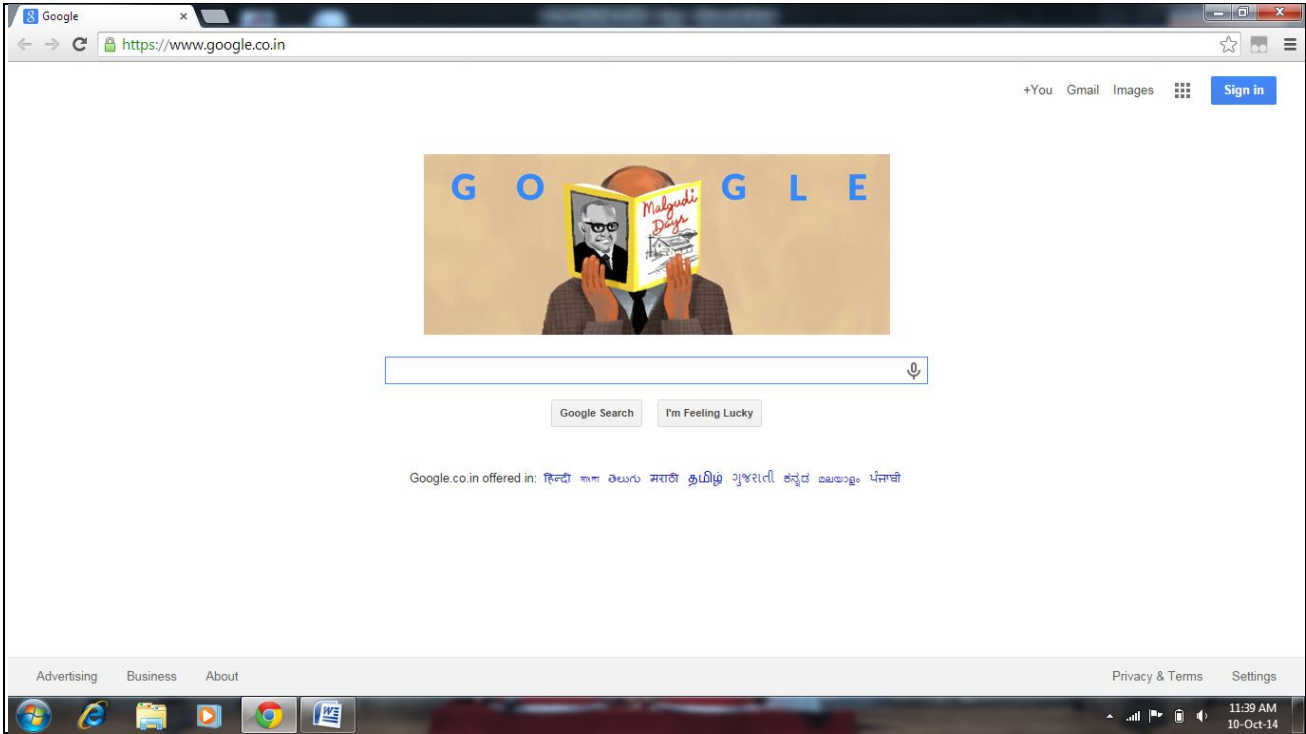 Google
https://www.google.co.in
+You Gmail Images Sign in
G O G L E
Malgudi
Days
Google Search I'm Feeling Lucky
Google.co.in offered in: हिन्दी বাংলা తెలుగు मराठी தமிழ் ગુજરાતી ಕನ್ನಡ മലയാളം ਪੰਜਾਬੀ
Advertising Business About Privacy & Terms Settings
11:39 AM
10-Oct-14